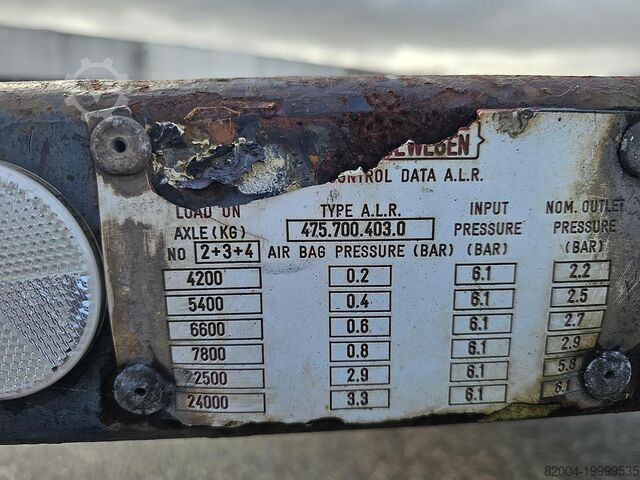 EWEGEN
ONTROL DATA A.L.R.
LOAD ON TYPE A.L.R. INPUT NOM. OUTLET
AXLE (KG) 475.700.403.0 PRESSURE PRESSURE
NO 2+3+4 AIR BAG PRESSURE (BAR) (BAR) (BAR)
4200 0.2 6.1 2.2
5400 0.4 6.1 2.5
6600 0.6 6.1 2.7
7800 0.8 6.1 2.9
2500 2.9 6.1 5.8
24000 3.3 6.1 6.1
82004-19999535